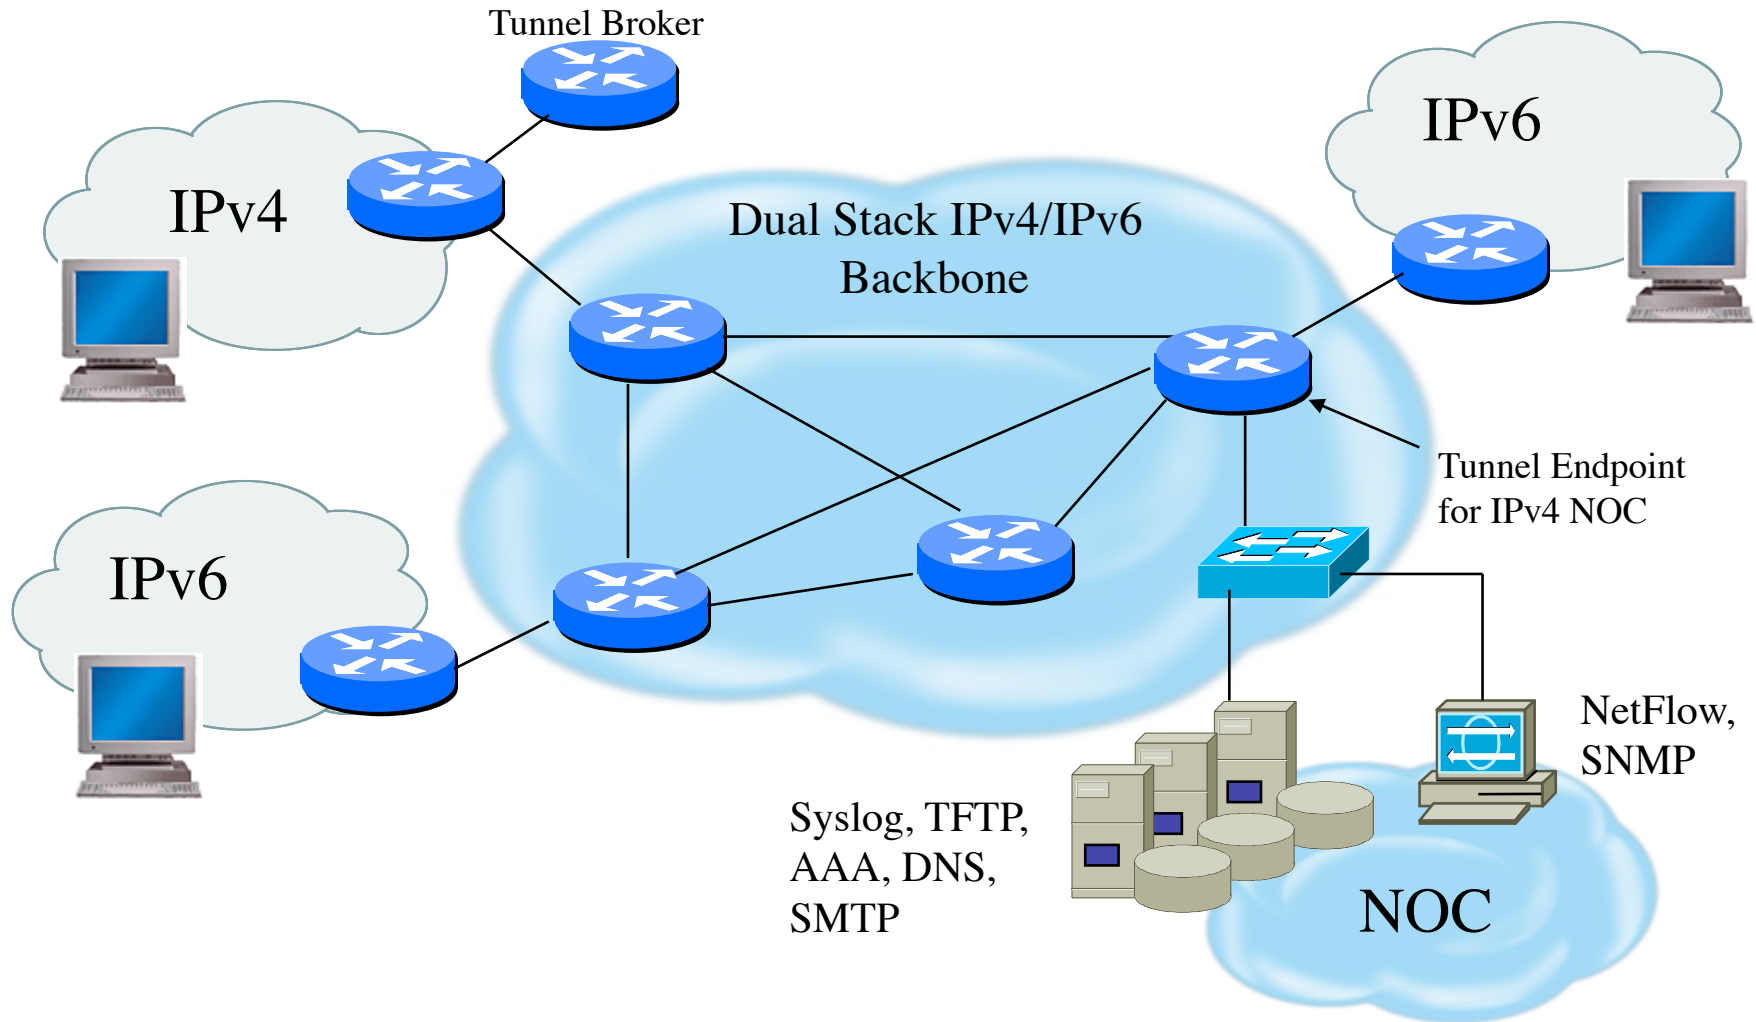 Tunnel Broker
IPv6
IPv4
Dual Stack IPv4/IPv6
Backbone
Tunnel Endpoint
for IPv4 NOC
IPv6
NetFlow,
SNMP
Syslog, TFTP,
AAA, DNS,
SMTP
NOC